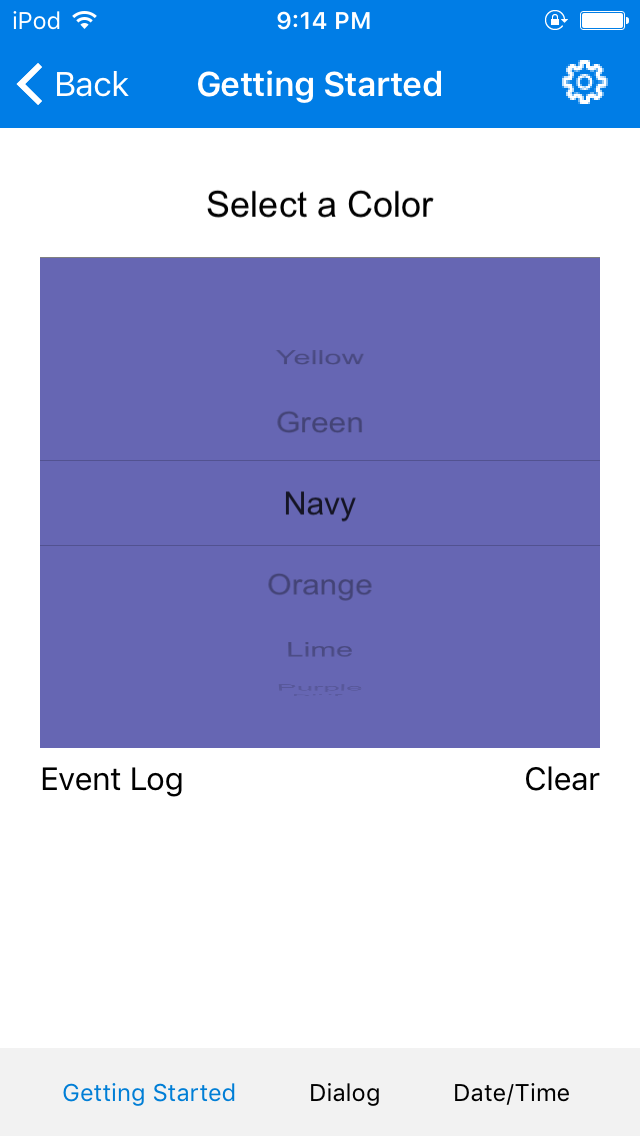 iPod 9:14 PM
Back Getting Started
Select a Color
Yellow
Green
Navy
Orange
Lime
Purple
Event Log Clear
Getting Started Dialog Date/Time